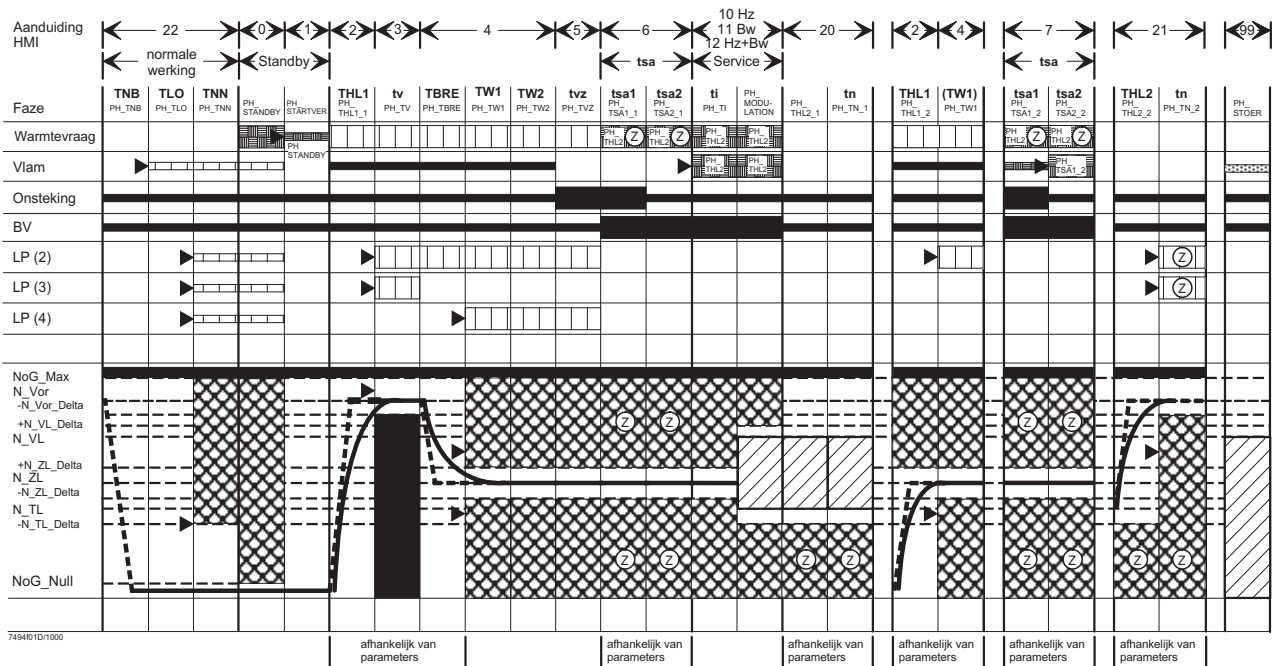 Aanduiding HMI
22 0 1 2 3 4 5 6 10 Hz 11 Bw 12 Hz+Bw 20 2 4 7 21 99
normale werking Standby tsa Service tsa
TNB TLO TNN THL1 tv TBRE TW1 TW2 tvz tsa1 tsa2 ti tn THL1 (TW1) tsa1 tsa2 THL2 tn
Faze PH_TNB PH_TLO PH_TNN PH_STANDBY PH_STARTVER PH_THL1_1 PH_TV PH_TBRE PH_TW1 PH_TW2 PH_TVZ PH_TSA1_1 PH_TSA2_1 PH_TI PH_MODU-LATION PH_THL2_1 PH_TN_1 PH_THL1_2 PH_TW1 PH_TSA1_2 PH_TSA2_2 PH_THL2_2 PH_TN_2 PH_STOER
Warmtevraag PH STANDBY PH_THL2 Z PH_THL2 Z PH_THL2 PH_THL2 PH_THL2 Z PH_THL2 Z
Vlam PH_THL2 PH_THL2 PH_TSA1_2
Onsteking
BV
LP (2) Z
LP (3) Z
LP (4)
NoG_Max
N_Vor
-N_Vor_Delta
+N_VL_Delta Z Z Z Z
N_VL
+N_ZL_Delta
N_ZL
-N_ZL_Delta
N_TL
-N_TL_Delta
Z Z Z Z Z Z Z Z
NoG_Null
7494f01D/1000
afhankelijk van parameters afhankelijk van parameters afhankelijk van parameters afhankelijk van parameters afhankelijk van parameters afhankelijk van parameters